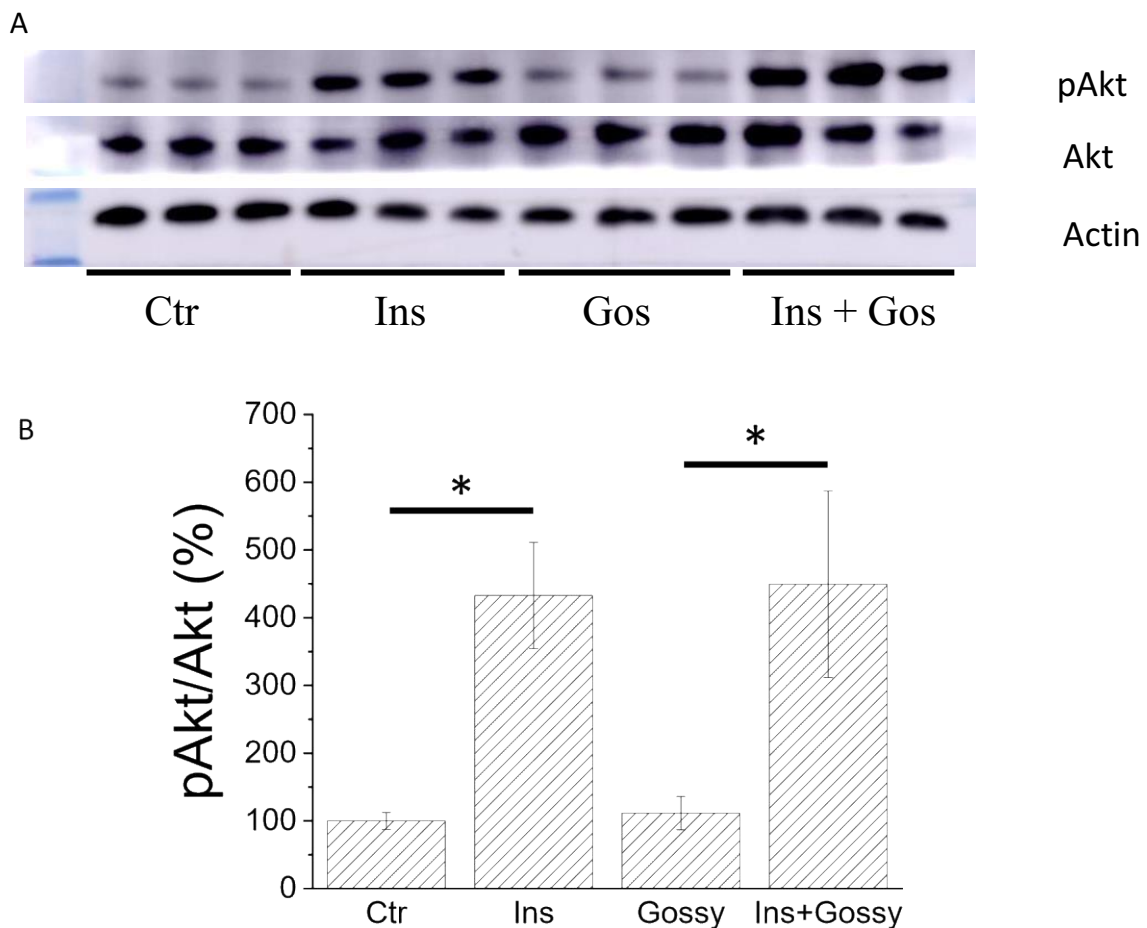 A
pAkt
Akt
Actin
Ctr Ins Gos Ins + Gos
B
pAkt/Akt (%)
700
600
500
400
300
200
100
0
* *
Ctr Ins Gossy Ins+Gossy